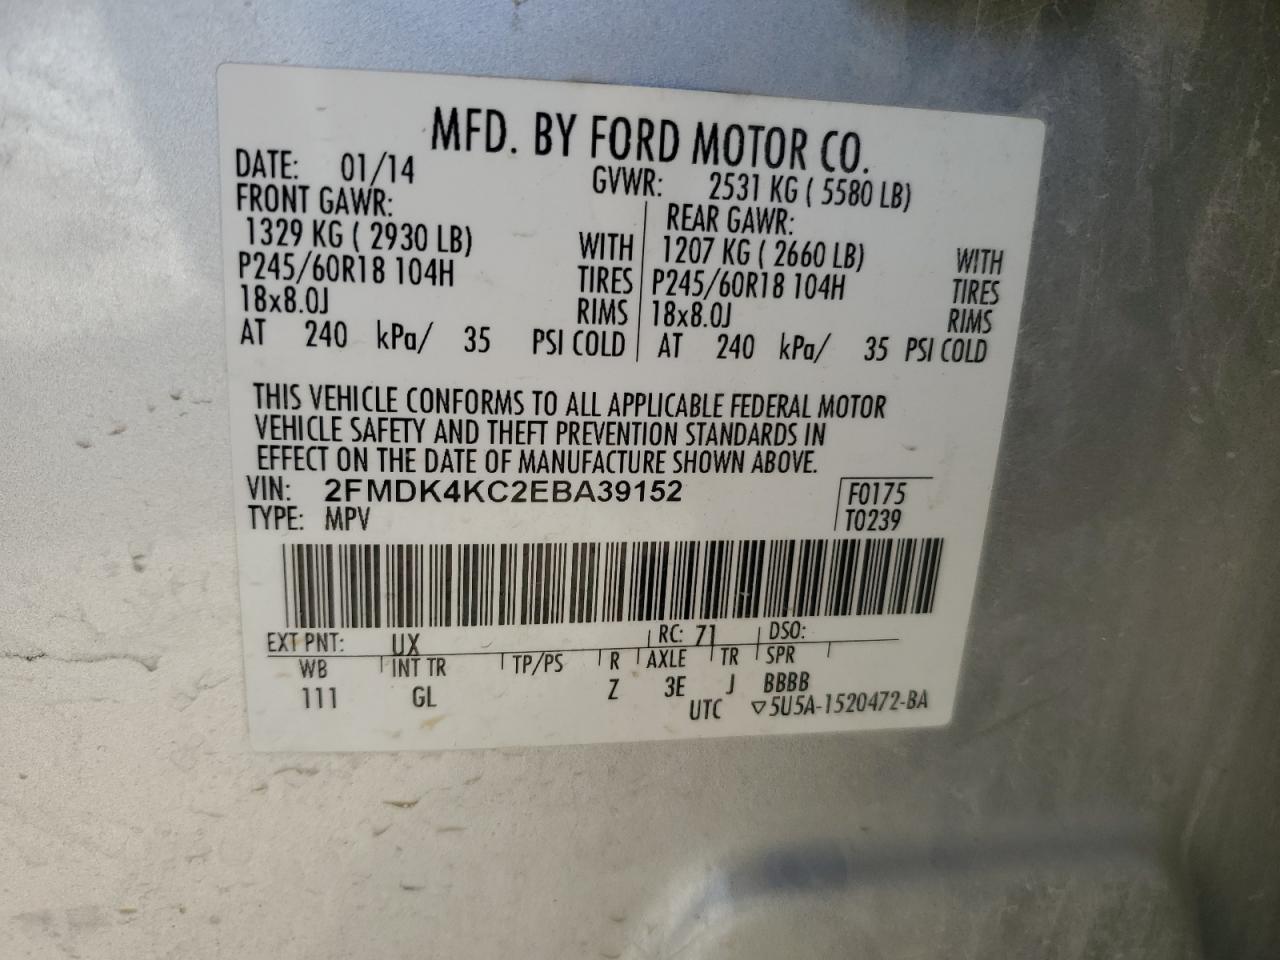 MFD. BY FORD MOTOR CO.
DATE: 01/14 GVWR: 2531 KG ( 5580 LB)
FRONT GAWR: REAR GAWR:
1329 KG ( 2930 LB) WITH 1207 KG ( 2660 LB) WITH
P245/60R18 104H TIRES P245/60R18 104H TIRES
18x8.0J RIMS 18x8.0J RIMS
AT 240 kPa/ 35 PSI COLD AT 240 kPa/ 35 PSI COLD
THIS VEHICLE CONFORMS TO ALL APPLICABLE FEDERAL MOTOR
VEHICLE SAFETY AND THEFT PREVENTION STANDARDS IN
EFFECT ON THE DATE OF MANUFACTURE SHOWN ABOVE.
VIN: 2FMDK4KC2EBA39152 F0175
TYPE: MPV T0239
EXT PNT: UX RC: 71 DSO:
WB INT TR TP/PS R AXLE TR SPR
111 GL Z 3E J BBBB
UTC ▽5U5A-1520472-BA